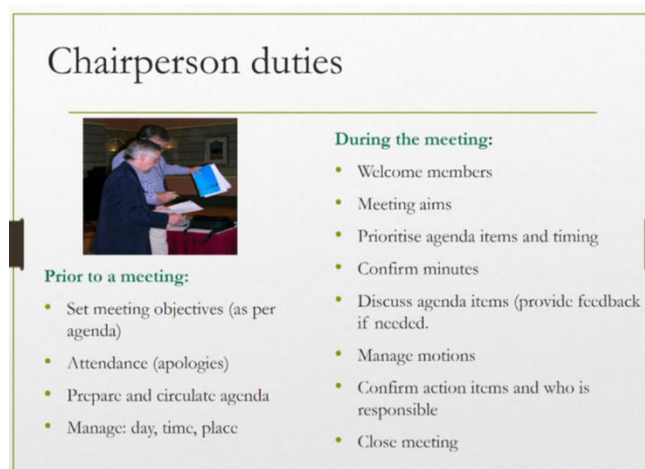 Chairperson duties
Prior to a meeting:
• Set meeting objectives (as per
agenda)
• Attendance (apologies)
• Prepare and circulate agenda
• Manage: day, time, place
During the meeting:
• Welcome members
• Meeting aims
• Prioritise agenda items and timing
• Confirm minutes
• Discuss agenda items (provide feedback
if needed.
• Manage motions
• Confirm action items and who is
responsible
• Close meeting